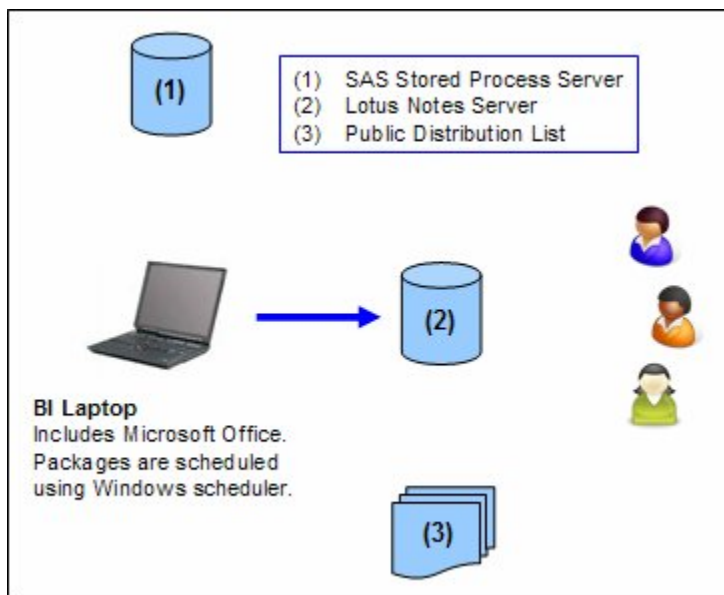 (1)
(1) SAS Stored Process Server
(2) Lotus Notes Server
(3) Public Distribution List
(2)
BI Laptop
Includes Microsoft Office.
Packages are scheduled
using Windows scheduler.
(3)